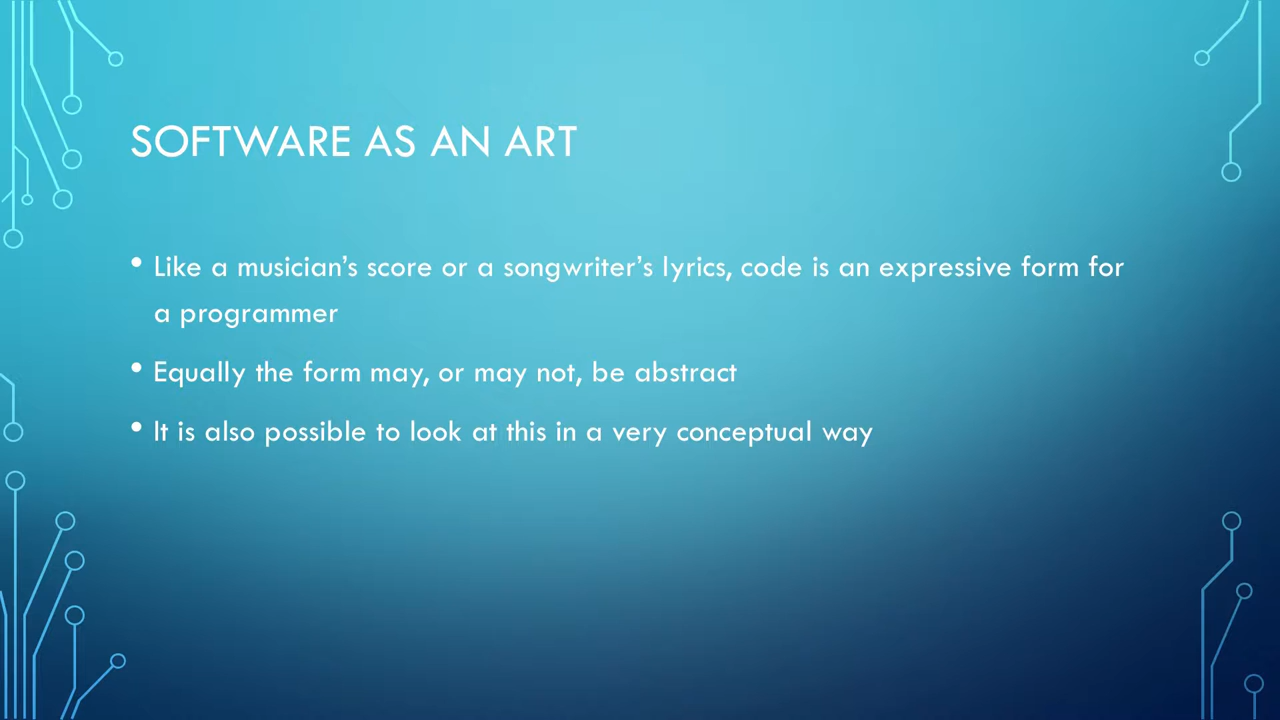 SOFTWARE AS AN ART
• Like a musician’s score or a songwriter’s lyrics, code is an expressive form for
a programmer
• Equally the form may, or may not, be abstract
• It is also possible to look at this in a very conceptual way